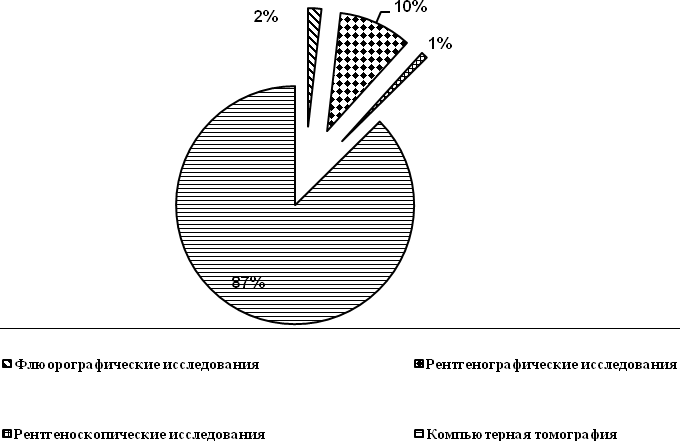 2%
10%
1%
87%
Флюорографические исследования
Рентгенографические исследования
Рентгеноскопические исследования
Компьютерная томография